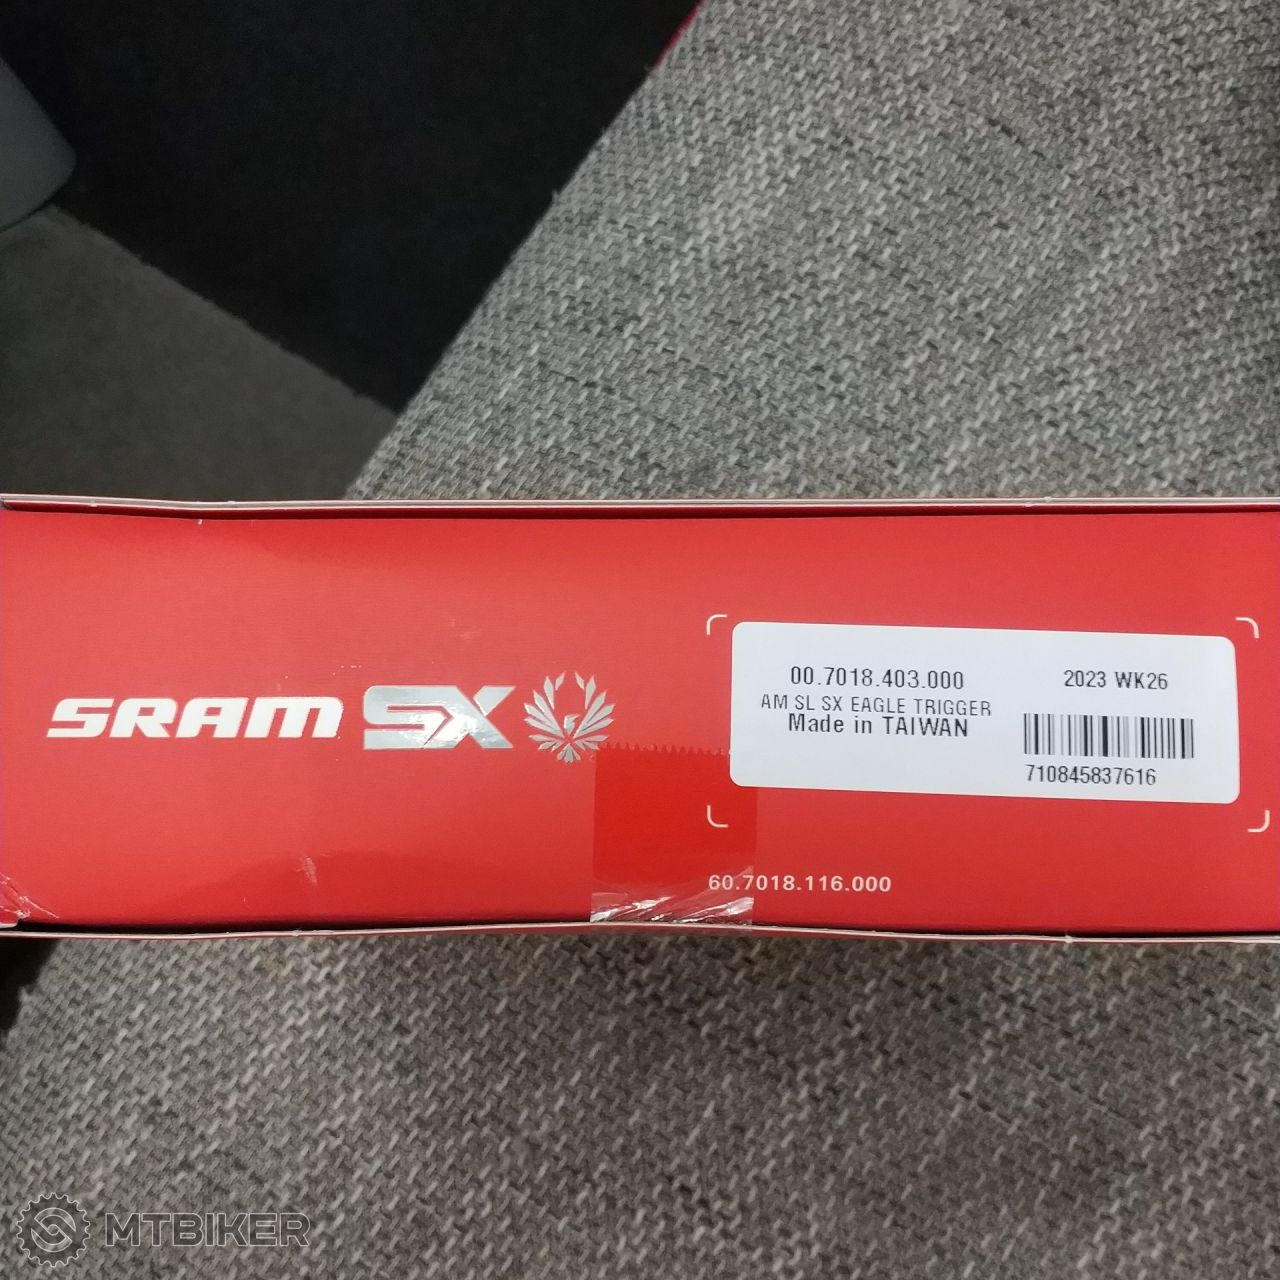 SRAM SX
00.7018.403.000
2023 WK26
AM SL SX EAGLE TRIGGER
Made in TAIWAN
710845837616
60.7018.116.000
MTBIKER